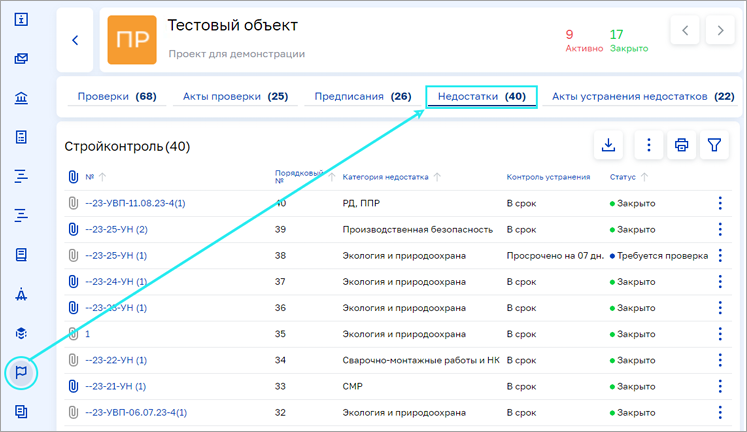 ПР
Тестовый объект
Проект для демонстрации
9 Активно
17 Закрыто
Проверки (68) Акты проверки (25) Предписания (26) Недостатки (40) Акты устранения недостатков (22)
Стройконтроль (40)
№ Порядковый № Категория недостатка Контроль устранения Статус
--23-УВП-11.08.23-4(1) 40 РД, ППР В срок Закрыто
--23-25-УН (2) 39 Производственная безопасность В срок Закрыто
--23-25-УН (1) 38 Экология и природоохрана Просрочено на 07 дн. Требуется проверка
--23-24-УН (1) 37 Экология и природоохрана В срок Закрыто
--23-23-УН (1) 36 Экология и природоохрана В срок Закрыто
1 35 Экология и природоохрана В срок Закрыто
--23-22-УН (1) 34 Сварочно-монтажные работы и НК В срок Закрыто
--23-21-УН (1) 33 СМР В срок Закрыто
--23-УВП-06.07.23-4(1) 32 Экология и природоохрана В срок Закрыто